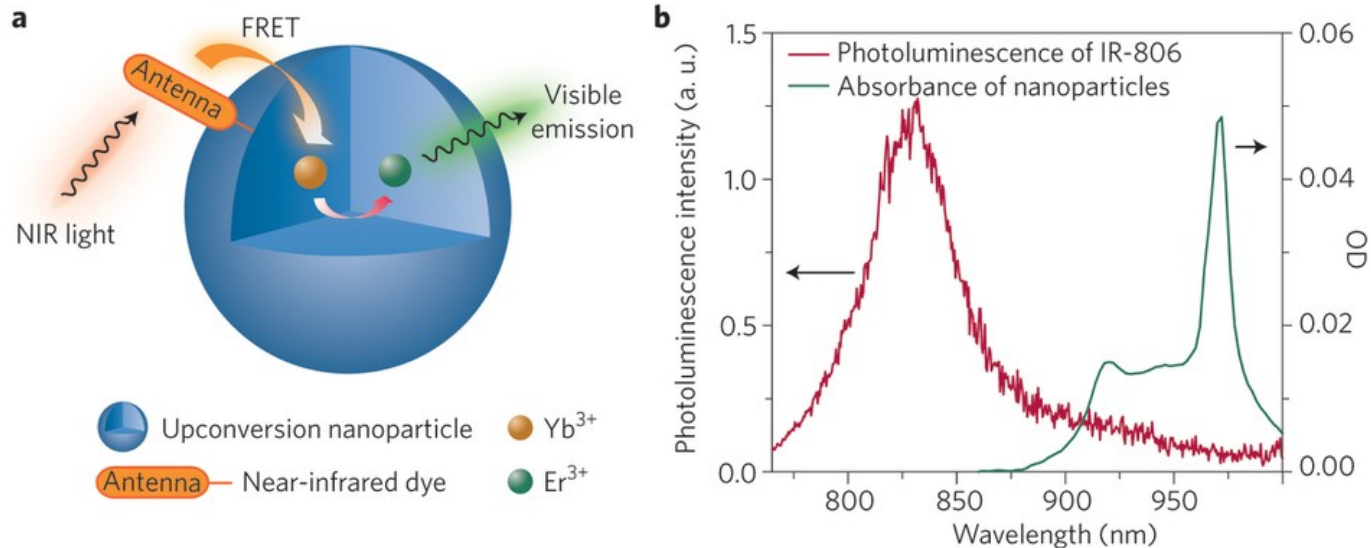 a
FRET
Antenna
NIR light
Visible
emission
Upconversion nanoparticle
Yb³⁺
Antenna
Near-infrared dye
Er³⁺
b
Photoluminescence of IR-806
Absorbance of nanoparticles
Photoluminescence intensity (a. u.)
1.5
1.0
0.5
0.0
0.06
0.04
0.02
0.00
OD
800
850
900
950
Wavelength (nm)